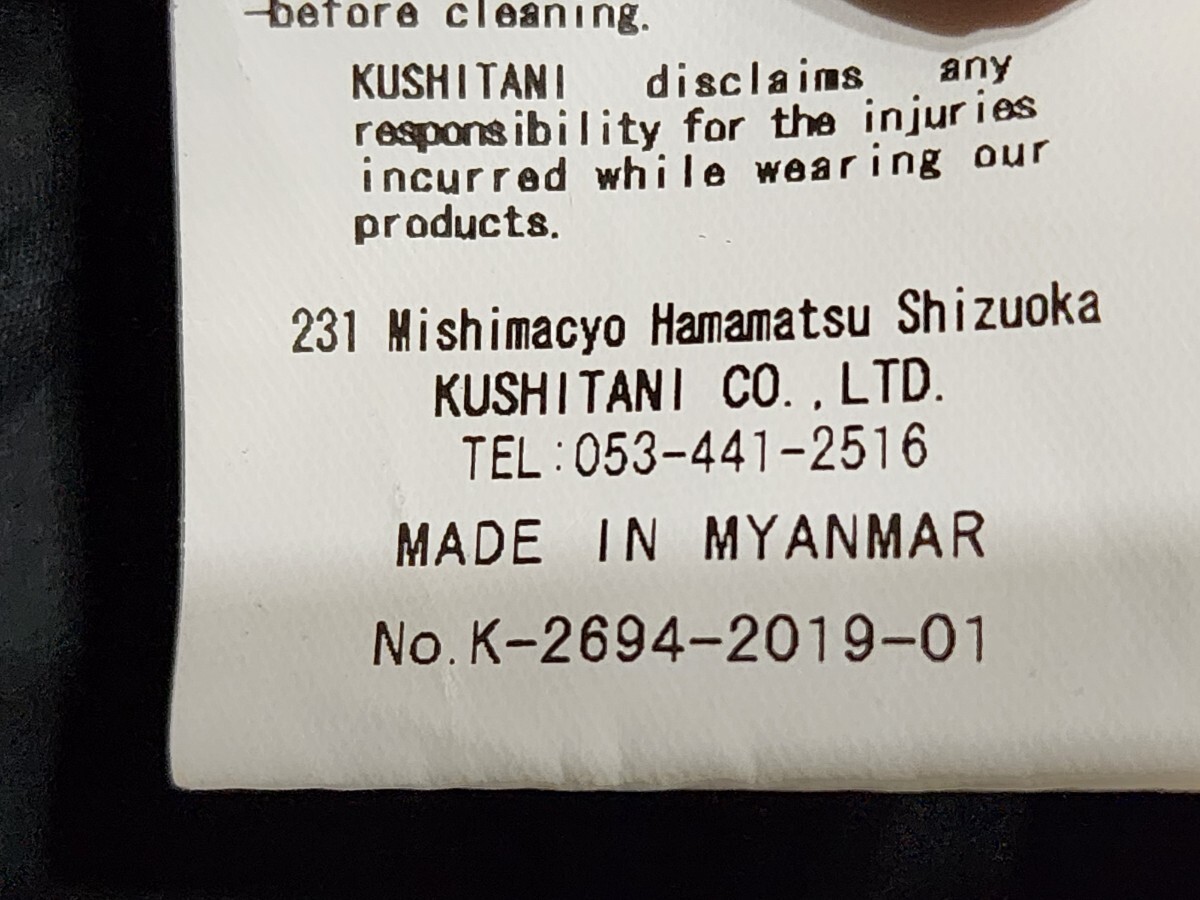 before cleaning.
KUSHITANI disclaims any
responsibility for the injuries
incurred while wearing our
products.
231 Mishimacyo Hamamatsu Shizuoka
KUSHITANI CO.,LTD.
TEL:053-441-2516
MADE IN MYANMAR
No.K-2694-2019-01